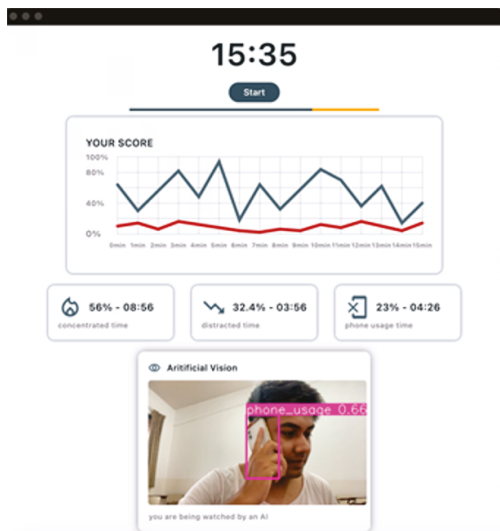 15:35
Start
YOUR SCORE
100%
80%
40%
0%
0min 1min 2min 3min 4min 5min 6min 7min 8min 9min 10min 11min 12min 13min 14min 15min
56% - 08:56
concentrated time
32.4% - 03:56
distracted time
23% - 04:26
phone usage time
Aritificial Vision
phone_usage 0.66
you are being watched by an AI